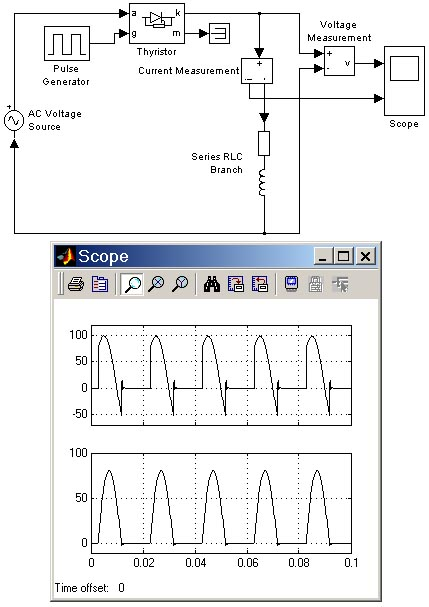 a
k
g
m
Thyristor
Pulse
Generator
Current Measurement
+
i
-
Voltage
Measurement
+
-
v
Scope
+
AC Voltage
Source
Series RLC
Branch
Scope
100
50
0
-50
100
50
0
0 0.02 0.04 0.06 0.08 0.1
Time offset: 0